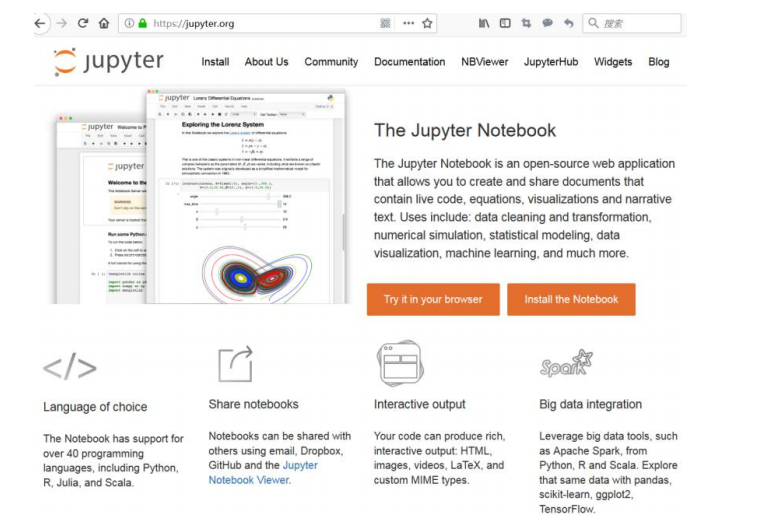 https://jupyter.org
搜索
jupyter
Install About Us Community Documentation NBViewer JupyterHub Widgets Blog
jupyter Welcome to P
jupyter Lorenz Differential Equations
Exploring the Lorenz System
jupyter
Welcome to the
WARNING
Run some Python
The Jupyter Notebook
The Jupyter Notebook is an open-source web application
that allows you to create and share documents that
contain live code, equations, visualizations and narrative
text. Uses include: data cleaning and transformation,
numerical simulation, statistical modeling, data
visualization, machine learning, and much more.
Try it in your browser
Install the Notebook
</>
Language of choice
The Notebook has support for
over 40 programming
languages, including Python,
R, Julia, and Scala.
Share notebooks
Notebooks can be shared with
others using email, Dropbox,
GitHub and the Jupyter
Notebook Viewer.
Interactive output
Your code can produce rich,
interactive output: HTML,
images, videos, LaTeX, and
custom MIME types.
Spark
Big data integration
Leverage big data tools, such
as Apache Spark, from
Python, R and Scala. Explore
that same data with pandas,
scikit-learn, ggplot2,
TensorFlow.